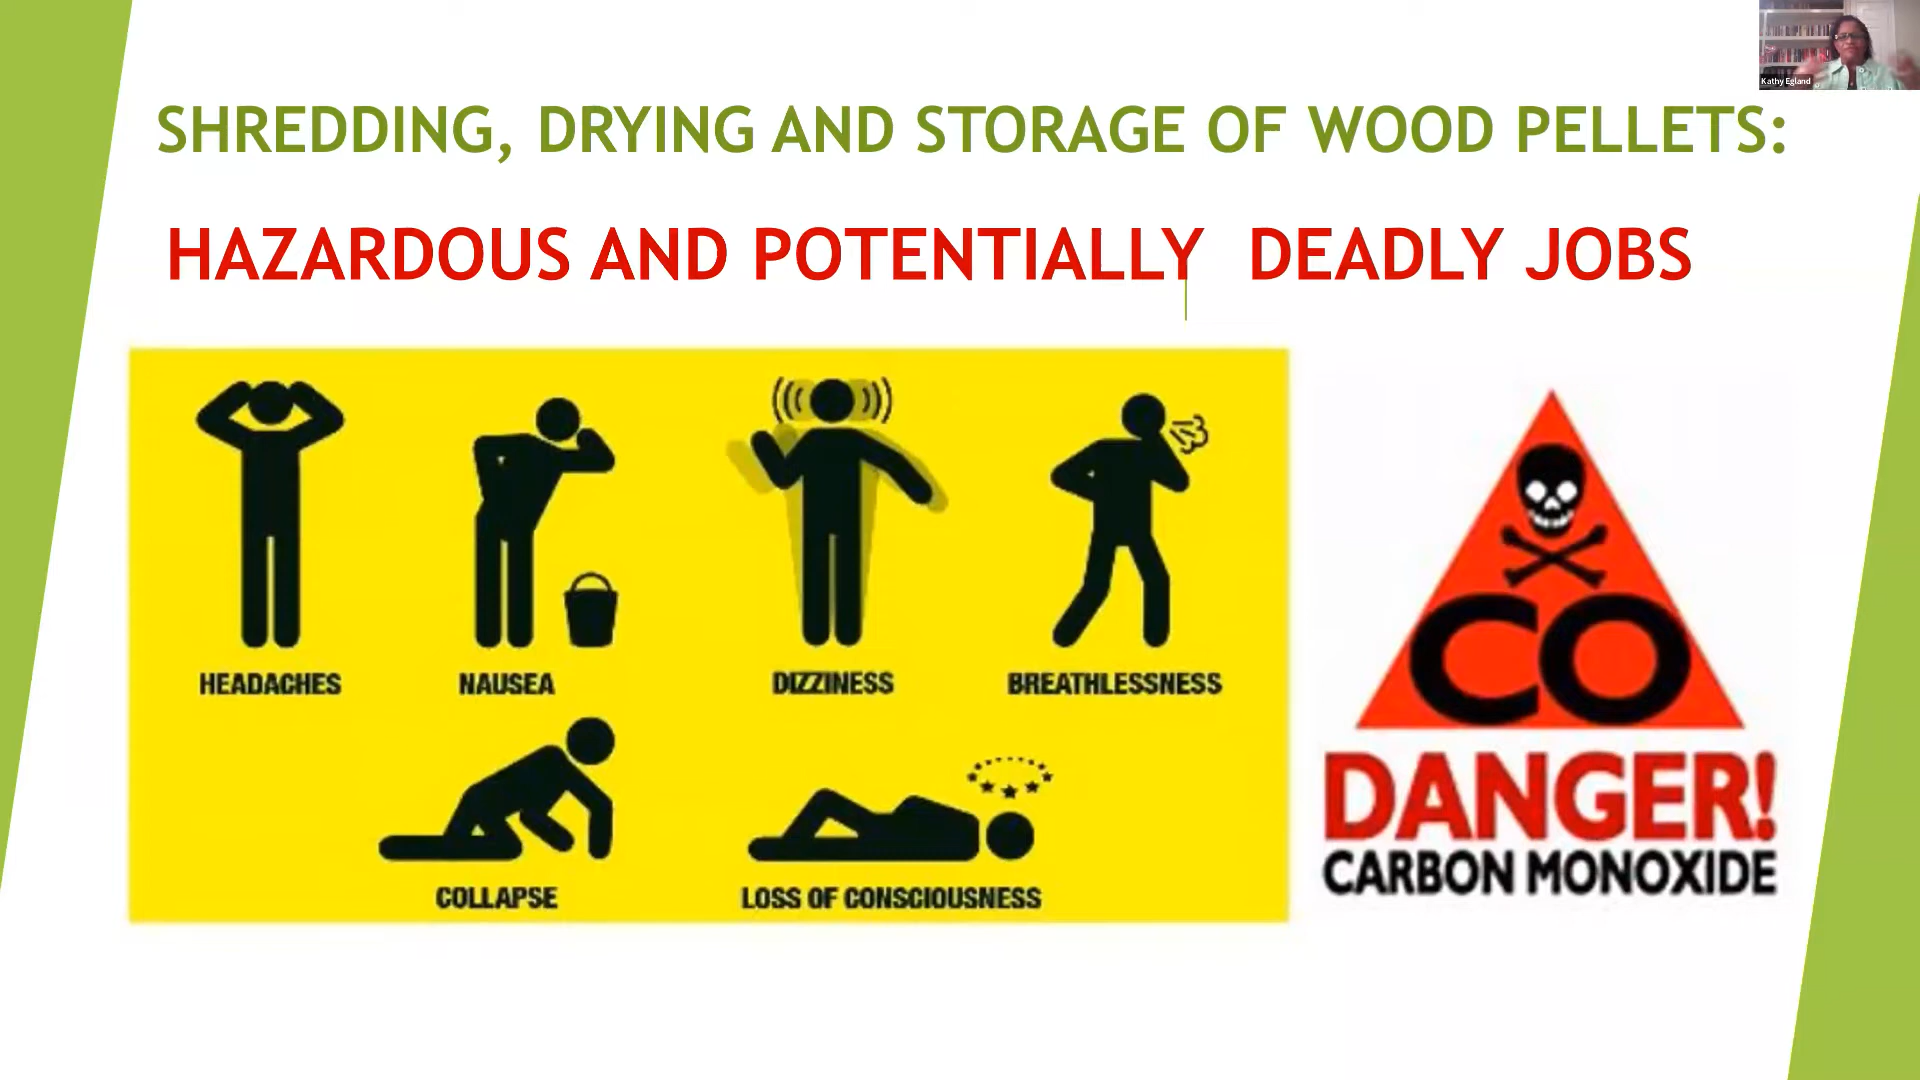 Kathy Egland
SHREDDING, DRYING AND STORAGE OF WOOD PELLETS:
HAZARDOUS AND POTENTIALLY DEADLY JOBS
HEADACHES NAUSEA DIZZINESS BREATHLESSNESS
COLLAPSE LOSS OF CONSCIOUSNESS
CO
DANGER!
CARBON MONOXIDE